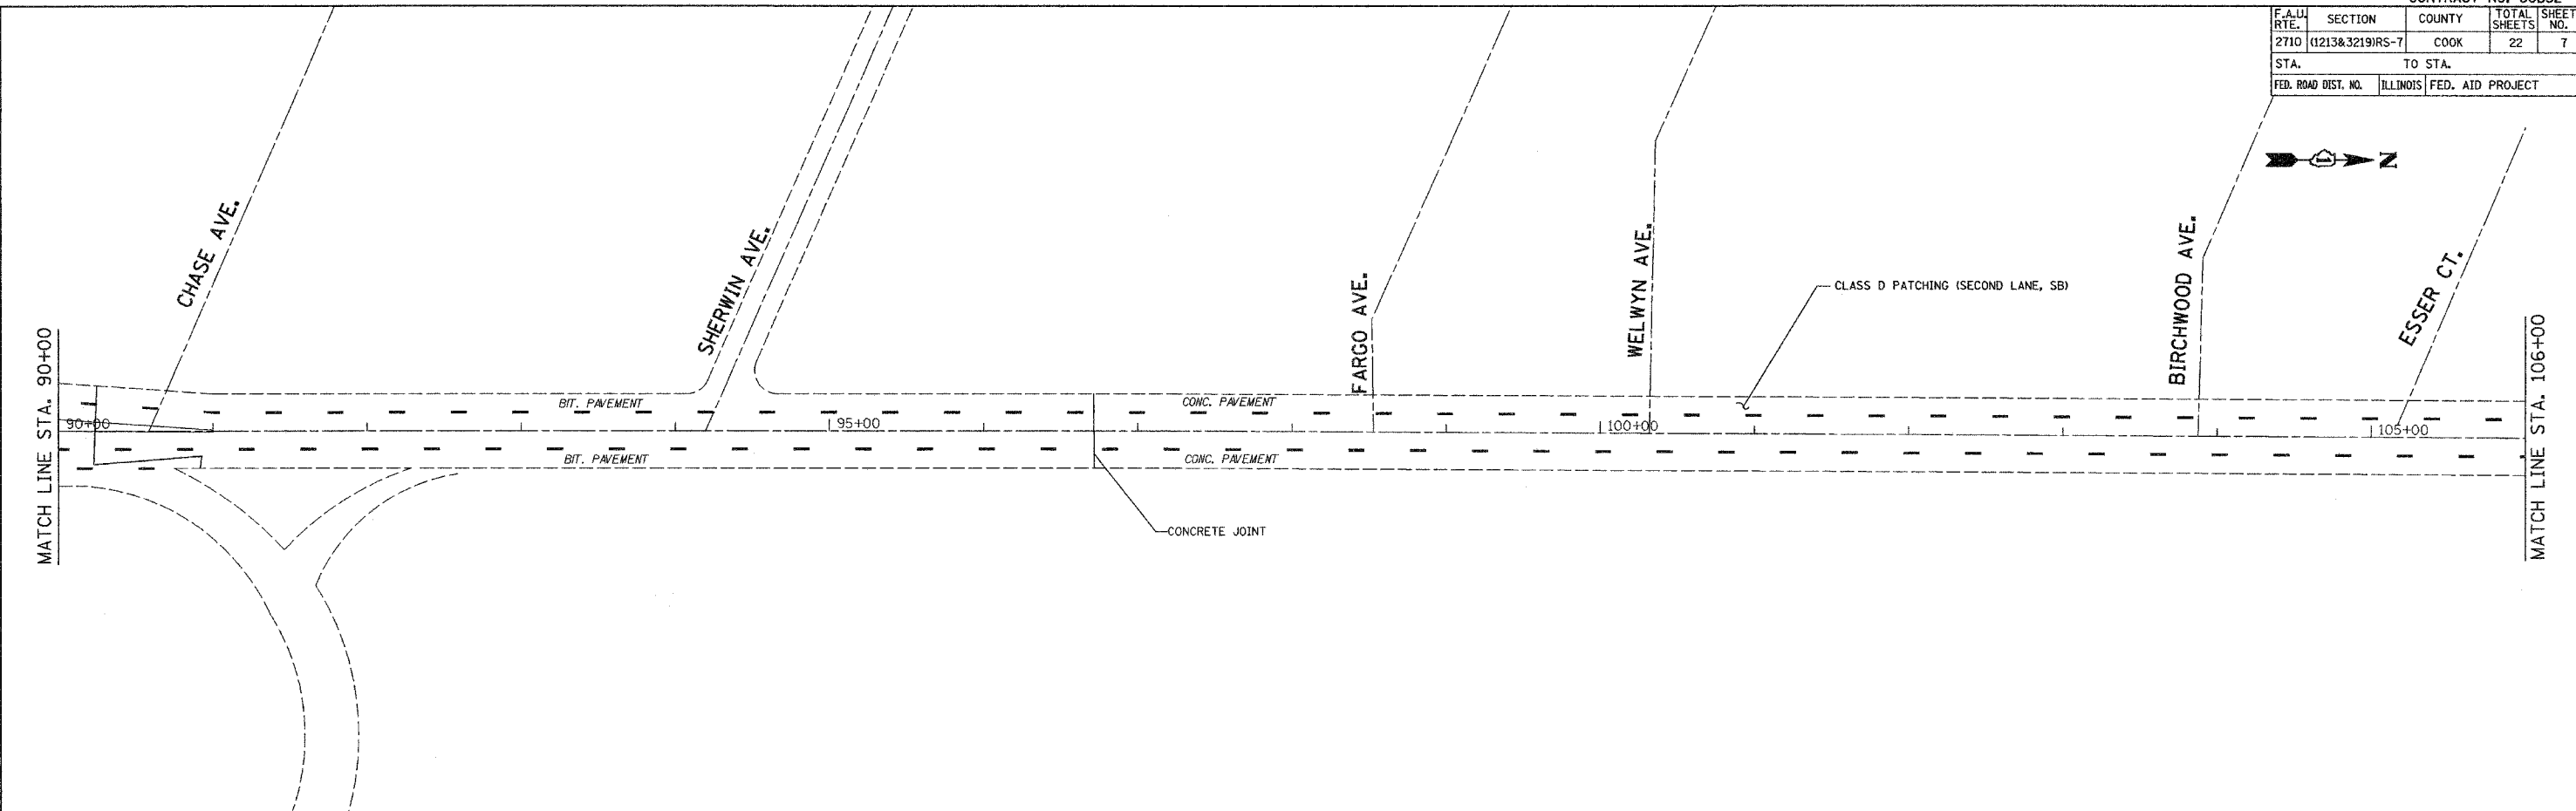 F.A.U. RTE. SECTION COUNTY TOTAL SHEETS SHEET NO.
2710 (1213&3219)RS-7 COOK 22 7
STA. TO STA.
FED. ROAD DIST. NO. ILLINOIS FED. AID PROJECT
N
CHASE AVE.
SHERWIN AVE.
FARGO AVE.
WELWYN AVE.
BIRCHWOOD AVE.
ESSER CT.
CLASS D PATCHING (SECOND LANE, SB)
MATCH LINE STA. 90+00
MATCH LINE STA. 106+00
BIT. PAVEMENT
CONC. PAVEMENT
90+00
95+00
100+00
105+00
BIT. PAVEMENT
CONC. PAVEMENT
CONCRETE JOINT